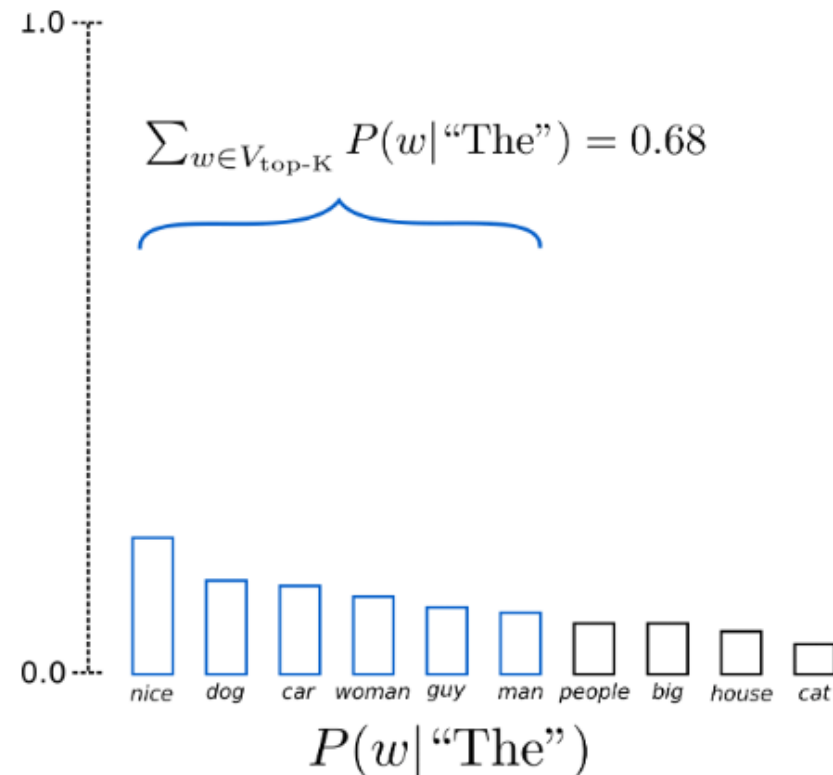 1.0
∑w∈Vtop-K P(w|“The”) = 0.68
0.0
nice dog car woman guy man people big house cat
P(w|“The”)